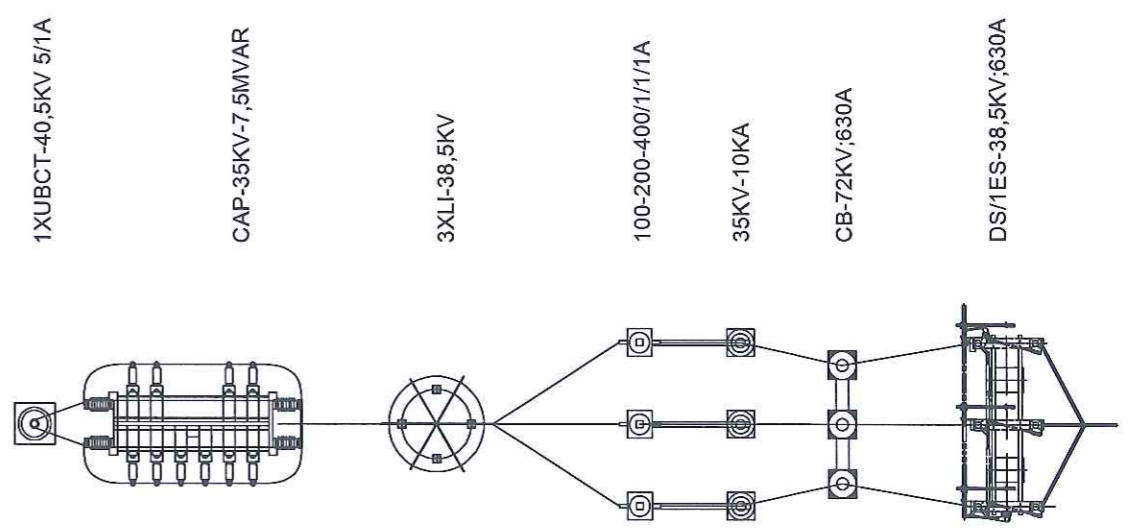 1XUBCT-40,5KV 5/1A
CAP-35KV-7,5MVAR
3XLI-38,5KV
100-200-400/1/1/1A
35KV-10KA
CB-72KV;630A
DS/1ES-38,5KV;630A